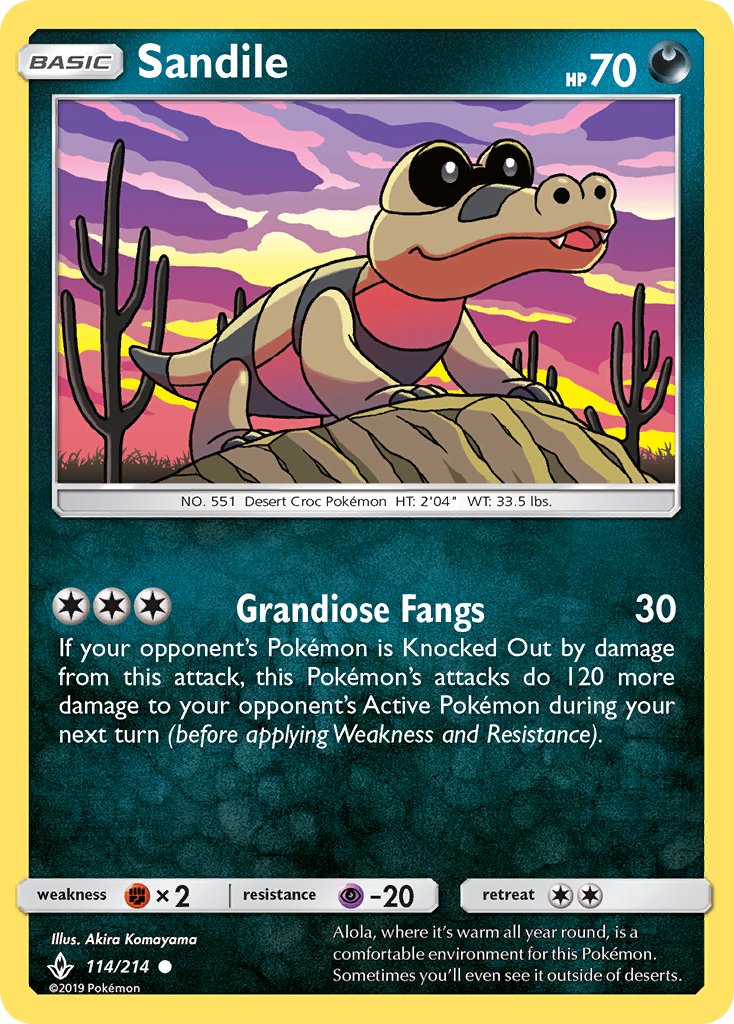 BASIC Sandile HP 70
NO. 551 Desert Croc Pokémon HT: 2'04" WT: 33.5 lbs.
Grandiose Fangs 30
If your opponent's Pokémon is Knocked Out by damage
from this attack, this Pokémon's attacks do 120 more
damage to your opponent's Active Pokémon during your
next turn (before applying Weakness and Resistance).
weakness ×2 resistance -20 retreat
Illus. Akira Komayama
114/214
©2019 Pokémon
Alola, where it's warm all year round, is a
comfortable environment for this Pokémon.
Sometimes you'll even see it outside of deserts.